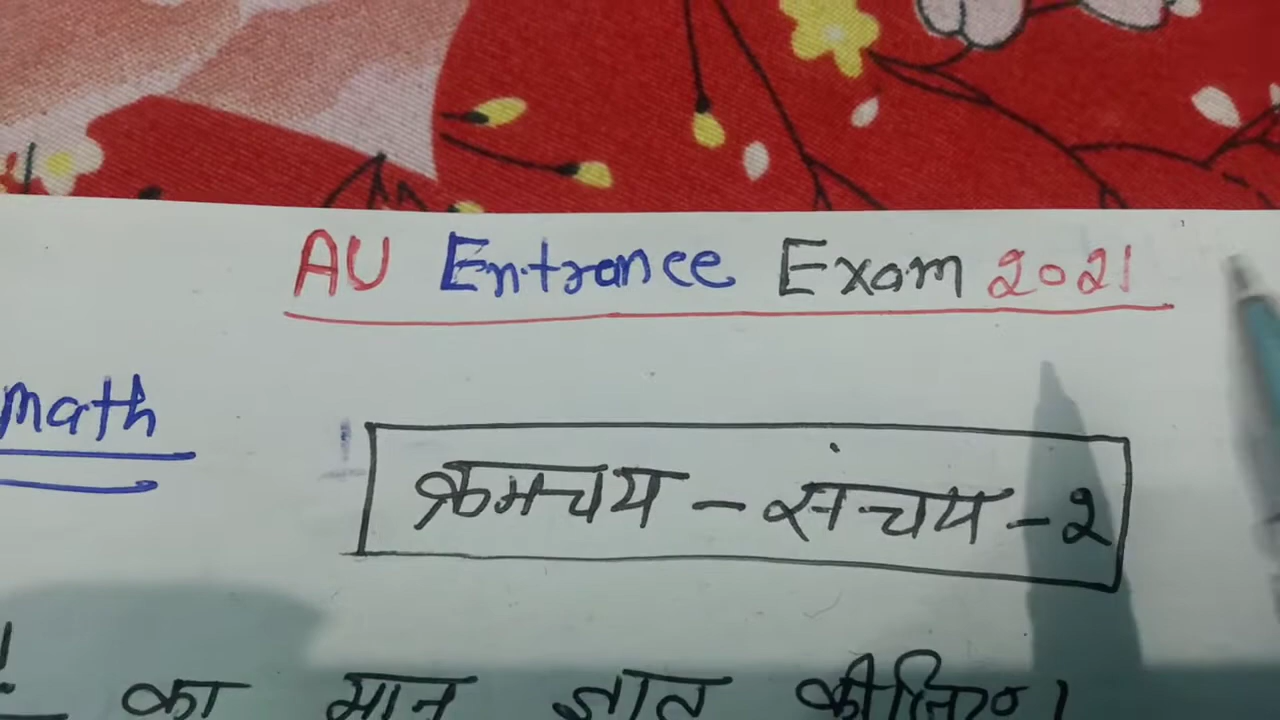 AU Entrance Exam 2021
Math
क्रमचय - संचय - 2
का मान ज्ञात कीजिए।